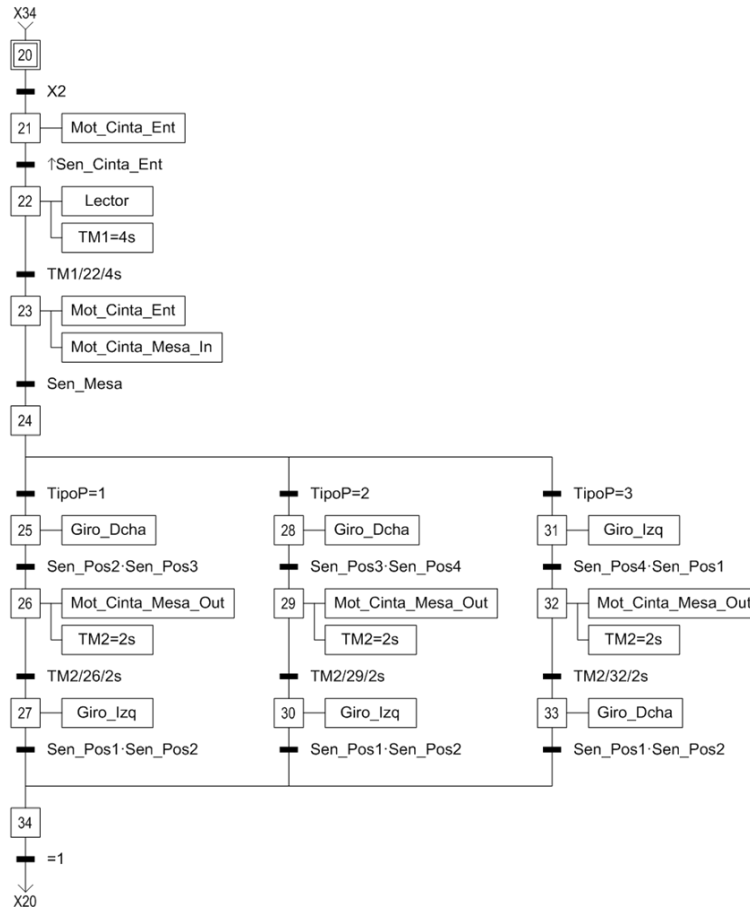 X34
20
X2
21 Mot_Cinta_Ent
↑Sen_Cinta_Ent
22 Lector
TM1=4s
TM1/22/4s
23 Mot_Cinta_Ent
Mot_Cinta_Mesa_In
Sen_Mesa
24
TipoP=1 TipoP=2 TipoP=3
25 Giro_Dcha 28 Giro_Dcha 31 Giro_Izq
Sen_Pos2·Sen_Pos3 Sen_Pos3·Sen_Pos4 Sen_Pos4·Sen_Pos1
26 Mot_Cinta_Mesa_Out 29 Mot_Cinta_Mesa_Out 32 Mot_Cinta_Mesa_Out
TM2=2s TM2=2s TM2=2s
TM2/26/2s TM2/29/2s TM2/32/2s
27 Giro_Izq 30 Giro_Izq 33 Giro_Dcha
Sen_Pos1·Sen_Pos2 Sen_Pos1·Sen_Pos2 Sen_Pos1·Sen_Pos2
34
=1
X20